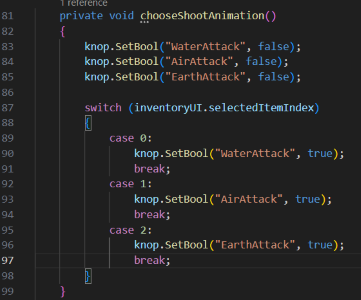 1 reference
81 private void chooseShootAnimation()
82 {
83 knop.SetBool("WaterAttack", false);
84 knop.SetBool("AirAttack", false);
85 knop.SetBool("EarthAttack", false);
86
87 switch (inventoryUI.selectedItemIndex)
88 {
89 case 0:
90 knop.SetBool("WaterAttack", true);
91 break;
92 case 1:
93 knop.SetBool("AirAttack", true);
94 break;
95 case 2:
96 knop.SetBool("EarthAttack", true);
97 break;
98 }
99 }